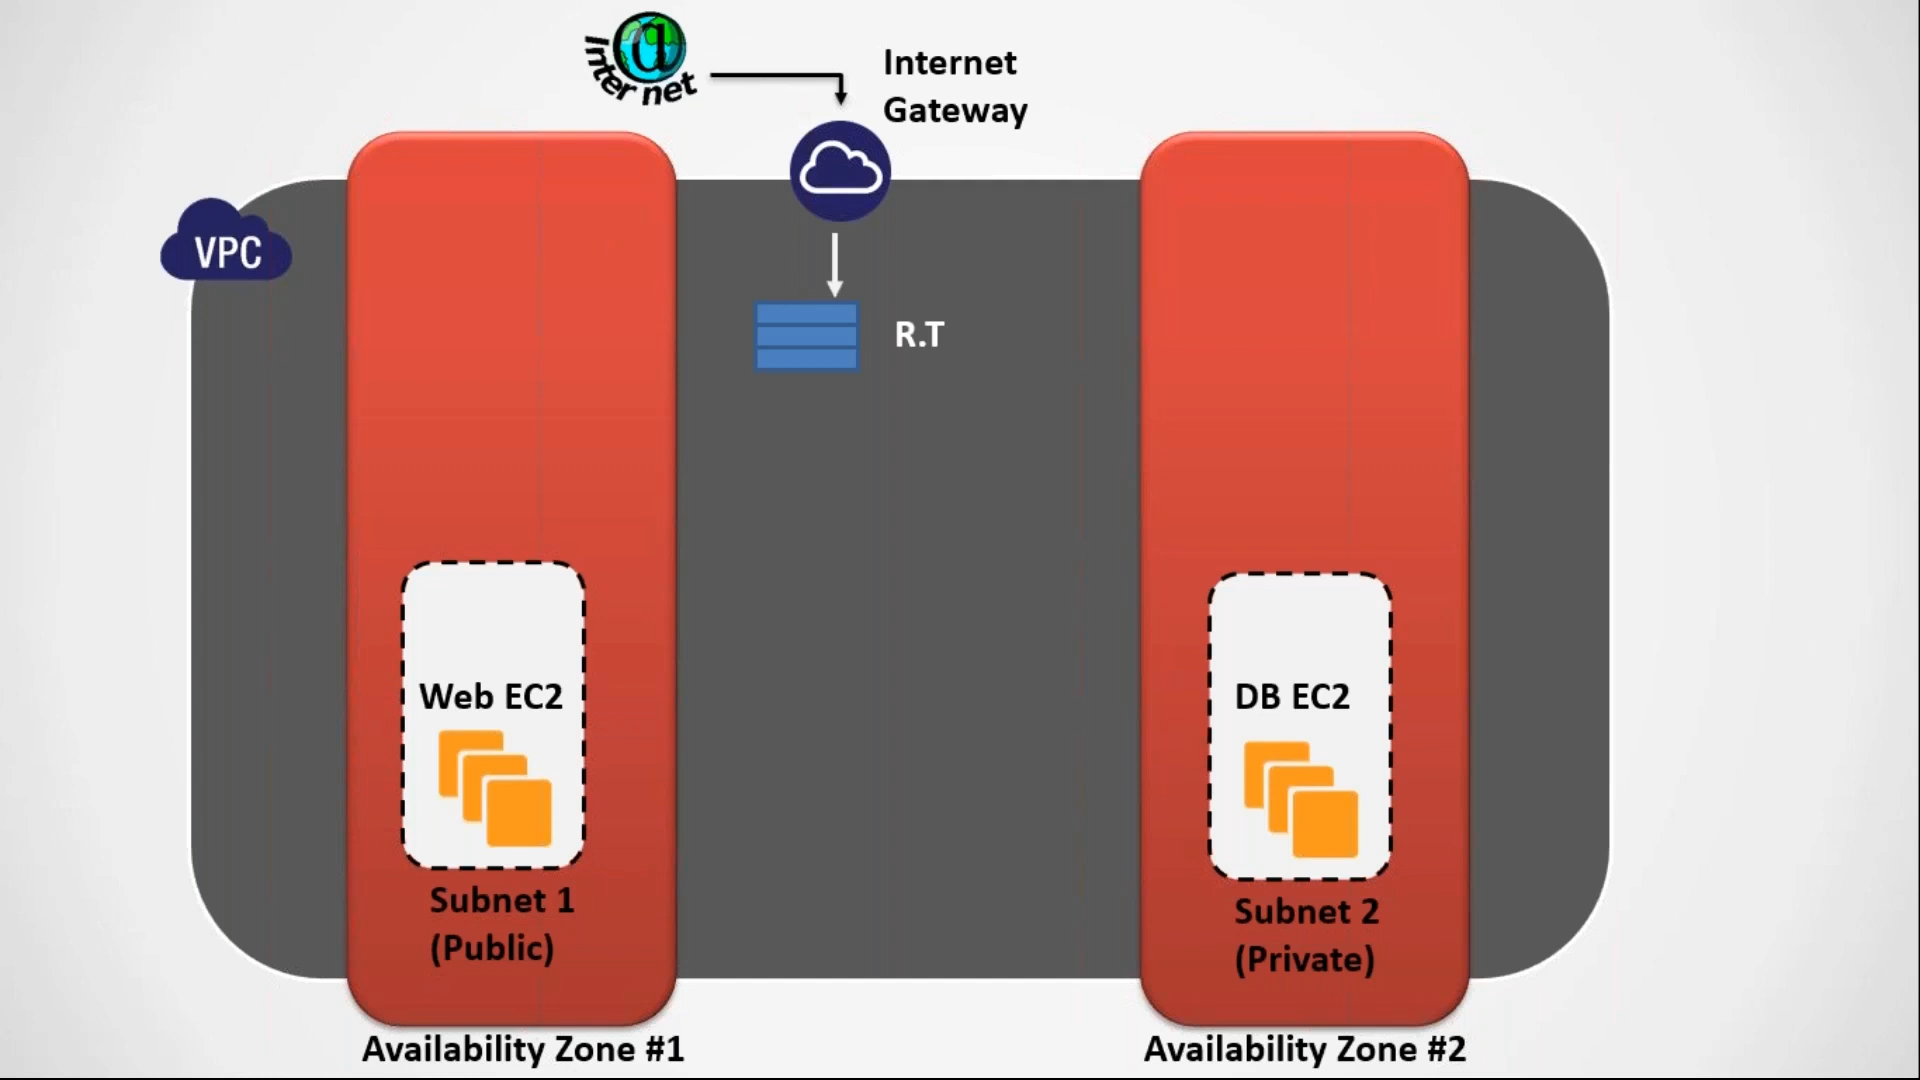 Internet
Internet
Gateway
VPC
R.T
Web EC2
DB EC2
Subnet 1
(Public)
Subnet 2
(Private)
Availability Zone #1
Availability Zone #2